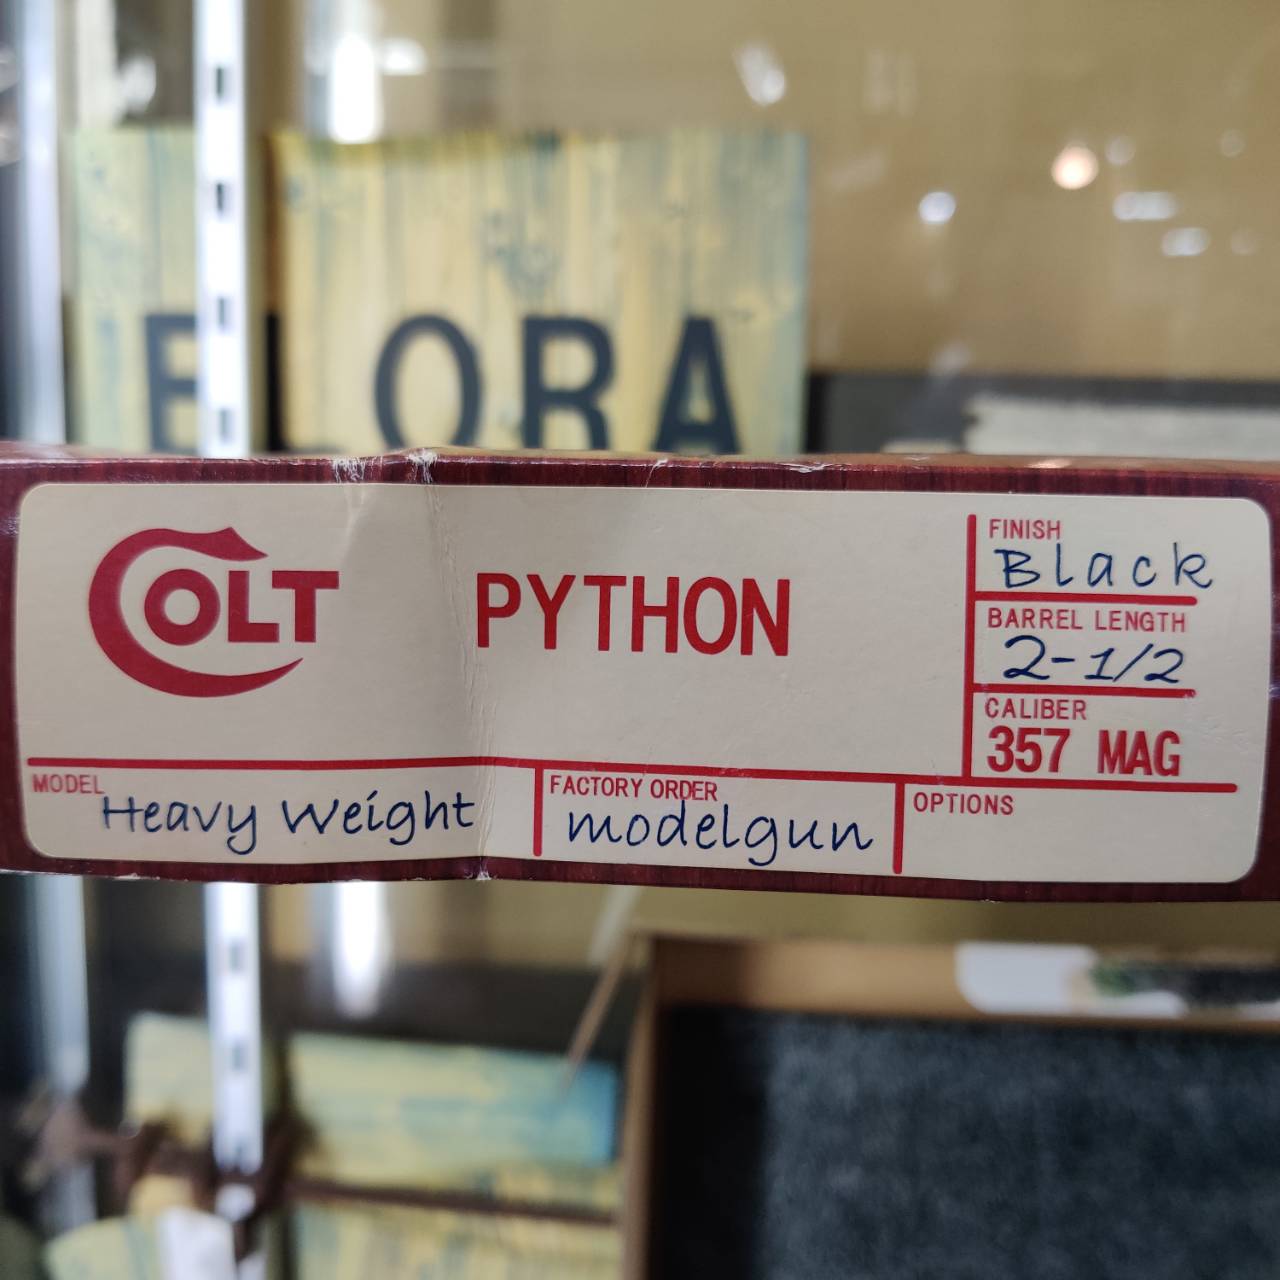 ELORA
COLT
PYTHON
FINISH
Black
BARREL LENGTH
2-1/2
CALIBER
357 MAG
MODEL
Heavy Weight
FACTORY ORDER
modelgun
OPTIONS